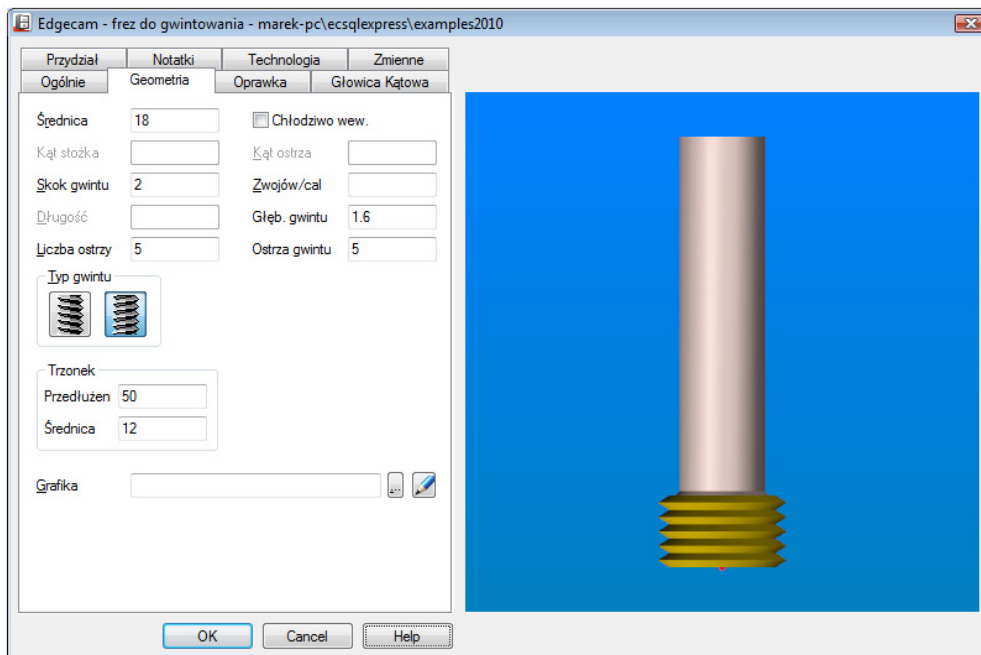 Edgecam - frez do gwintowania - marek-pc\ecsqlexpress\examples2010
Przydział Notatki Technologia Zmienne
Ogólnie Geometria Oprawka Głowica Kątowa
Średnica 18 Chłodziwo wew.
Kąt stożka Kąt ostrza
Skok gwintu 2 Zwojów/cal
Długość Głęb. gwintu 1.6
Liczba ostrzy 5 Ostrza gwintu 5
Typ gwintu
Trzonek
Przedłużen 50
Średnica 12
Grafika ...
OK Cancel Help